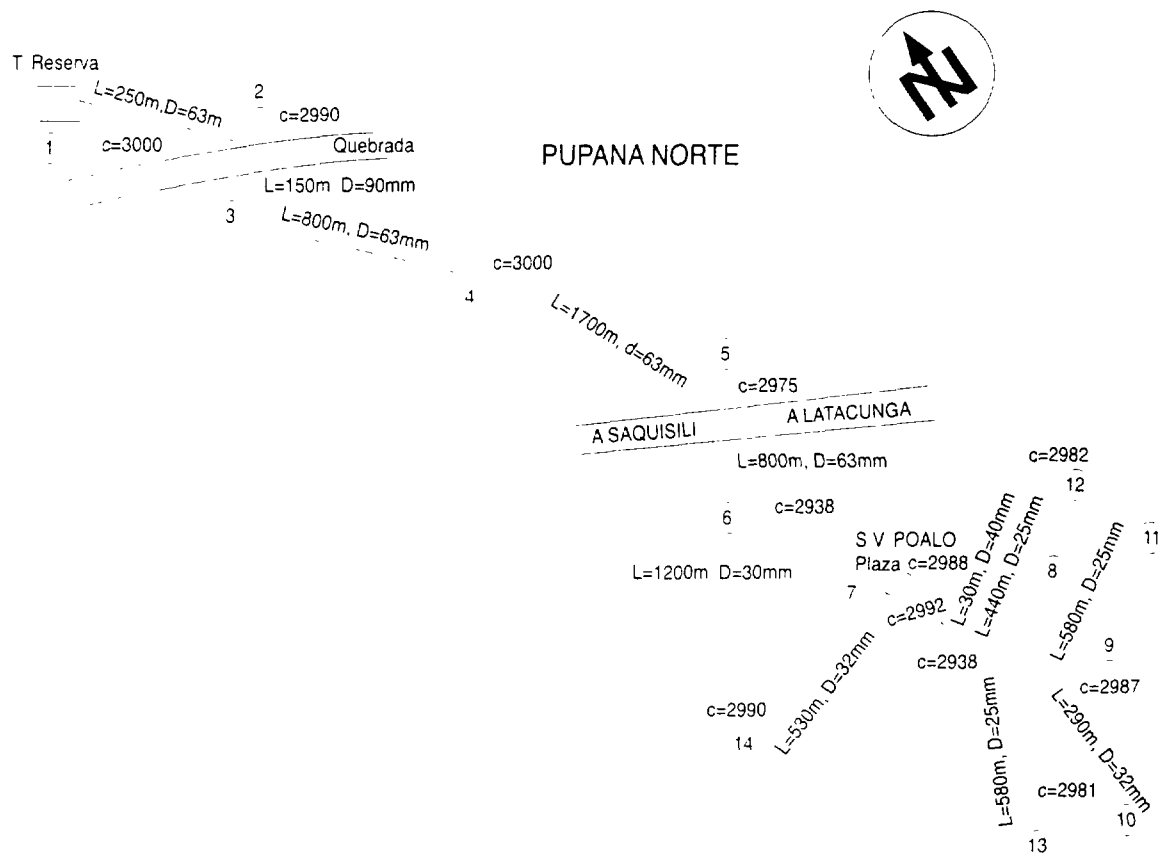 T Reserva
L=250m,D=63m
2
c=2990
1
c=3000
Quebrada
PUPANA NORTE
N
L=150m D=90mm
3
L=800m, D=63mm
c=3000
4
L=1700m, d=63mm
5
c=2975
A SAQUISILI
A LATACUNGA
L=800m, D=63mm
c=2982
12
6
c=2938
L=1200m D=30mm
S V POALO
Plaza c=2988
7
c=2992
L=30m, D=40mm
L=440m, D=25mm
8
11
L=580m, D=25mm
9
c=2938
c=2987
c=2990
14
L=530m, D=32mm
L=580m, D=25mm
L=290m, D=32mm
c=2981
10
13